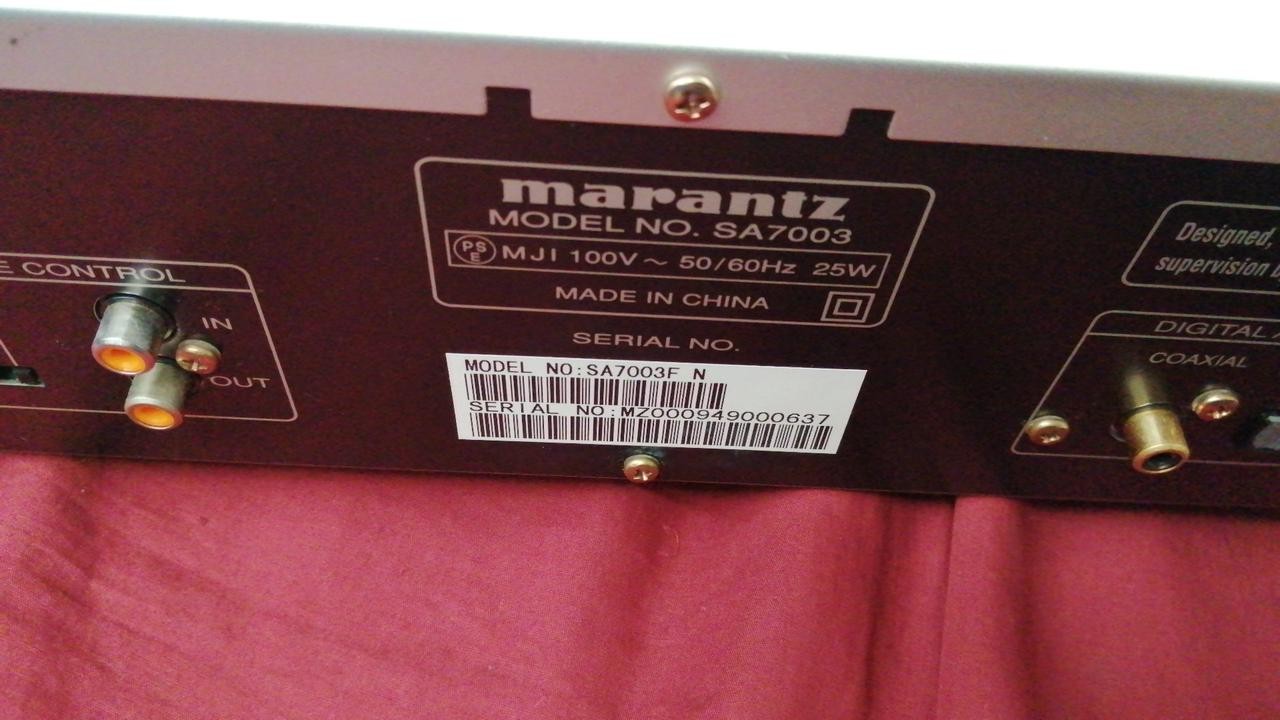 marantz
MODEL NO. SA7003
PSE MJI 100V ~ 50/60Hz 25W
MADE IN CHINA
SERIAL NO.
MODEL NO:SA7003F N
SERIAL NO:MZ000949000637
E CONTROL
IN
OUT
Designed,
supervision
DIGITAL
COAXIAL